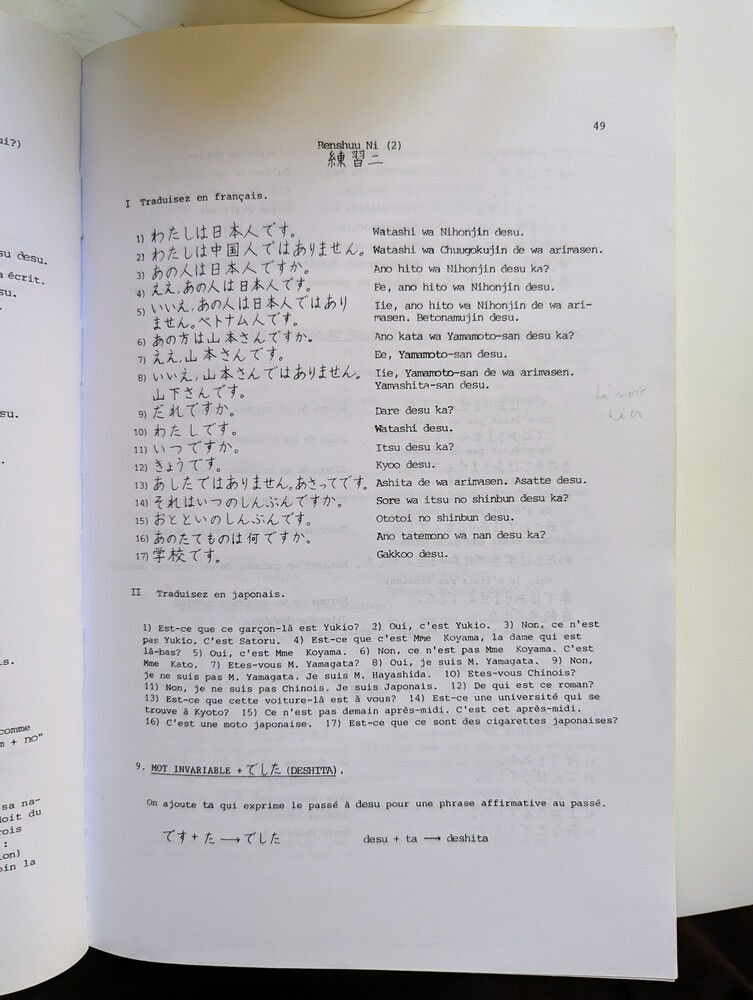 49
Renshuu Ni (2)
練習二
I Traduisez en français.
1) わたしは日本人です。 Watashi wa Nihonjin desu.
2) わたしは中国人ではありません。 Watashi wa Chuugokujin de wa arimasen.
3) あの人は日本人ですか。 Ano hito wa Nihonjin desu ka?
4) ええ,あの人は日本人です。 Ee, ano hito wa Nihonjin desu.
5) いいえ,あの人は日本人ではあり Iie, ano hito wa Nihonjin de wa ari-
ません。ベトナム人です。 masen. Betonamujin desu.
6) あの方は山本さんですか。 Ano kata wa Yamamoto-san desu ka?
7) ええ,山本さんです。 Ee, Yamamoto-san desu.
8) いいえ,山本さんではありません。 Iie, Yamamoto-san de wa arimasen.
山下さんです。 Yamashita-san desu.
9) だれですか。 Dare desu ka?
10) わたしです。 Watashi desu.
11) いつですか。 Itsu desu ka?
12) きょうです。 Kyoo desu.
13) あしたではありません。あさってです。 Ashita de wa arimasen. Asatte desu.
14) それはいつのしんぶんですか。 Sore wa itsu no shinbun desu ka?
15) おとといのしんぶんです。 Ototoi no shinbun desu.
16) あのたてものは何ですか。 Ano tatemono wa nan desu ka?
17) 学校です。 Gakkoo desu.
II Traduisez en japonais.
1) Est-ce que ce garçon-là est Yukio? 2) Oui, c'est Yukio. 3) Non, ce n'est
pas Yukio. C'est Satoru. 4) Est-ce que c'est Mme Koyama, la dame qui est
là-bas? 5) Oui, c'est Mme Koyama. 6) Non, ce n'est pas Mme Koyama. C'est
Mme Kato. 7) Etes-vous M. Yamagata? 8) Oui, je suis M. Yamagata. 9) Non,
je ne suis pas M. Yamagata. Je suis M. Hayashida. 10) Etes-vous Chinois?
11) Non, je ne suis pas Chinois. Je suis Japonais. 12) De qui est ce roman?
13) Est-ce que cette voiture-là est à vous? 14) Est-ce une université qui se
trouve à Kyoto? 15) Ce n'est pas demain après-midi. C'est cet après-midi.
16) C'est une moto japonaise. 17) Est-ce que ce sont des cigarettes japonaises?
9. MOT INVARIABLE + でした (DESHITA).
On ajoute ta qui exprime le passé à desu pour une phrase affirmative au passé.
です + た → でした desu + ta → deshita
su desu.
a écrit.
su.
su.
s.
comme
n + no"
sa na-
doit du
rois
:
ion)
oin la